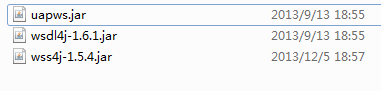 uapws.jar 2013/9/13 18:55
wsdl4j-1.6.1.jar 2013/9/13 18:55
wss4j-1.5.4.jar 2013/12/5 18:57